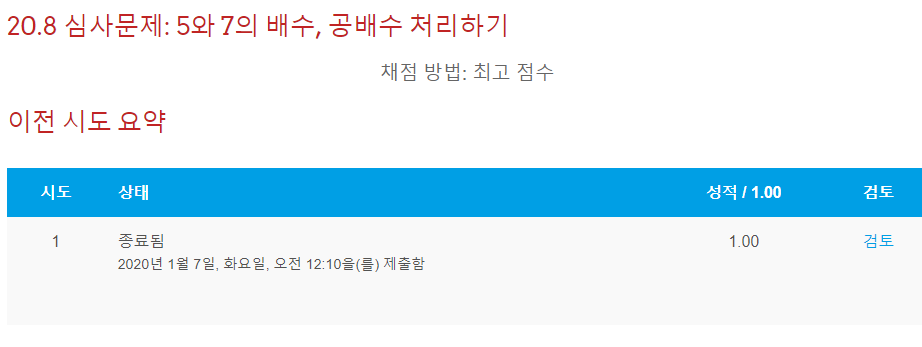 20.8 심사문제: 5와 7의 배수, 공배수 처리하기
채점 방법: 최고 점수
이전 시도 요약
시도 상태 성적 / 1.00 검토
1 종료됨 1.00 검토
2020년 1월 7일, 화요일, 오전 12:10을(를) 제출함